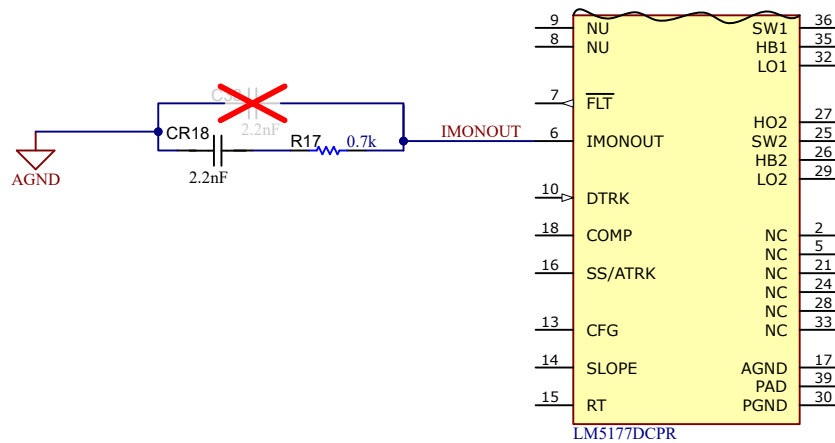 9 NU SW1 36
8 NU HB1 35
LO1 32
7 FLT
2.2nF
HO2 27
CR18 R17 0.7k IMONOUT 6 IMONOUT SW2 25
HB2 26
AGND 2.2nF LO2 29
10 DTRK
18 COMP NC 2
NC 5
16 SS/ATRK NC 21
NC 24
NC 28
13 CFG NC 33
14 SLOPE AGND 17
PAD 39
15 RT PGND 30
LM5177DCPR